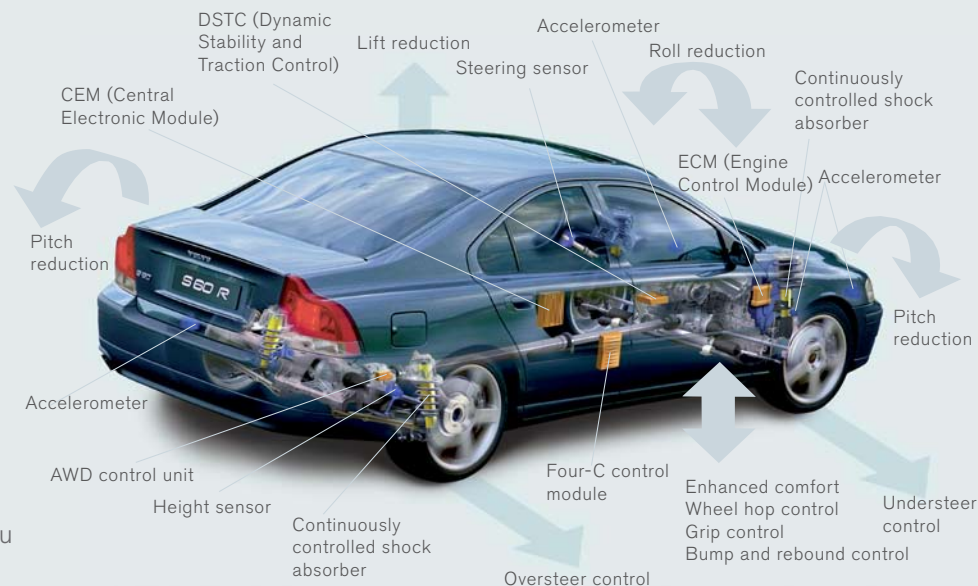 DSTC (Dynamic
Stability and
Traction Control)
Lift reduction
Accelerometer
Steering sensor
Roll reduction
Continuously
controlled shock
absorber
CEM (Central
Electronic Module)
ECM (Engine
Control Module)
Accelerometer
Pitch
reduction
VOLVO
S60
S60 R
Pitch
reduction
Accelerometer
AWD control unit
Height sensor
Continuously
controlled shock
absorber
Four-C control
module
Enhanced comfort
Wheel hop control
Grip control
Bump and rebound control
Understeer
control
Oversteer control
u